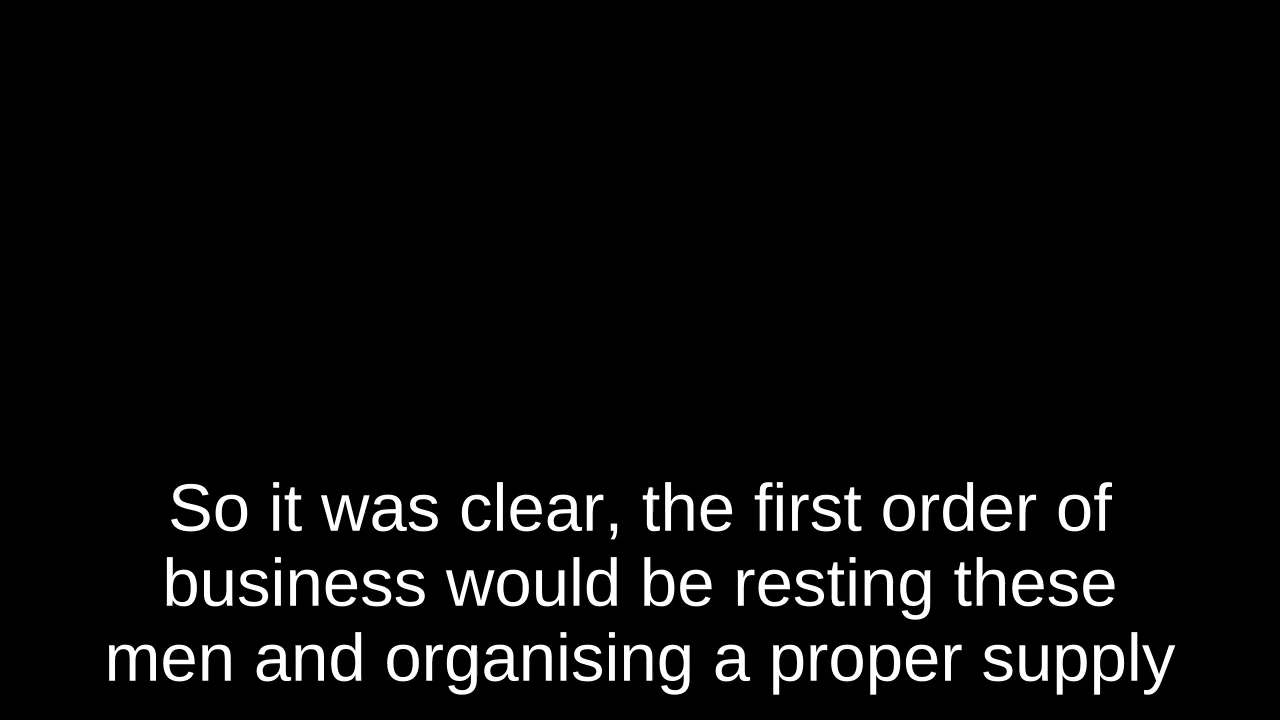 So it was clear, the first order of
business would be resting these
men and organising a proper supply